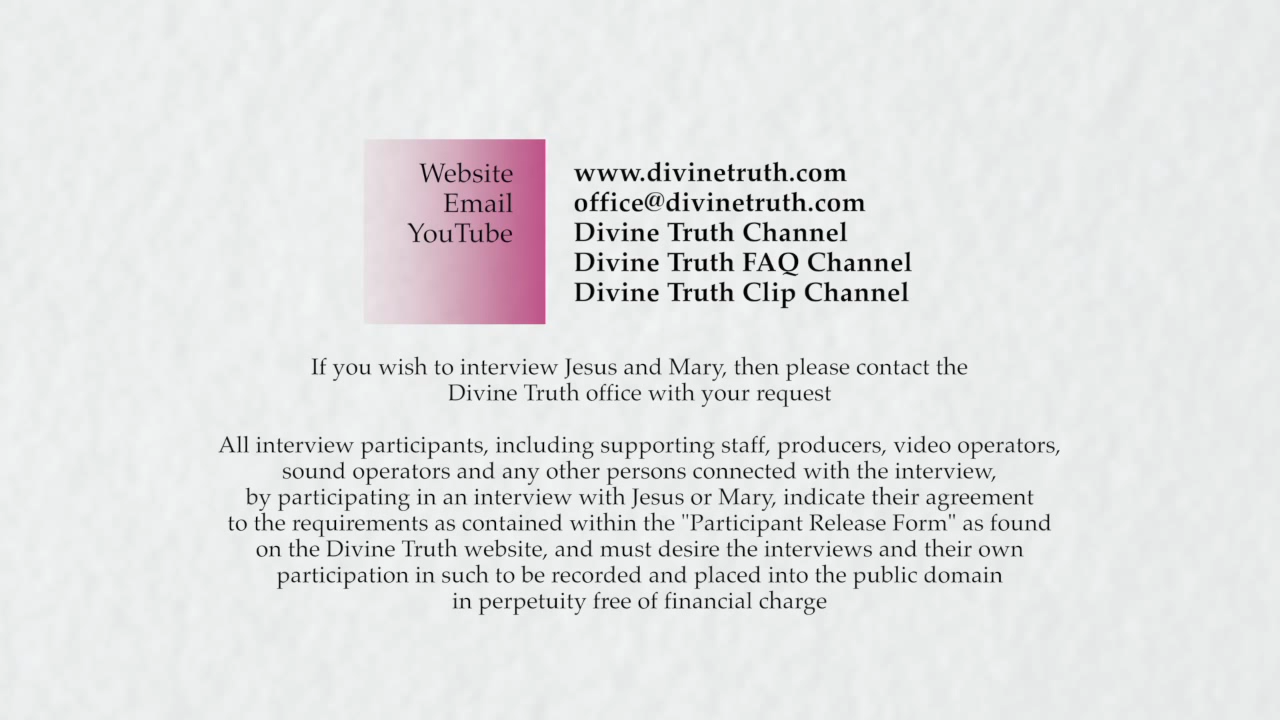 Website www.divinetruth.com
Email office@divinetruth.com
YouTube Divine Truth Channel
Divine Truth FAQ Channel
Divine Truth Clip Channel
If you wish to interview Jesus and Mary, then please contact the
Divine Truth office with your request
All interview participants, including supporting staff, producers, video operators,
sound operators and any other persons connected with the interview,
by participating in an interview with Jesus or Mary, indicate their agreement
to the requirements as contained within the "Participant Release Form" as found
on the Divine Truth website, and must desire the interviews and their own
participation in such to be recorded and placed into the public domain
in perpetuity free of financial charge